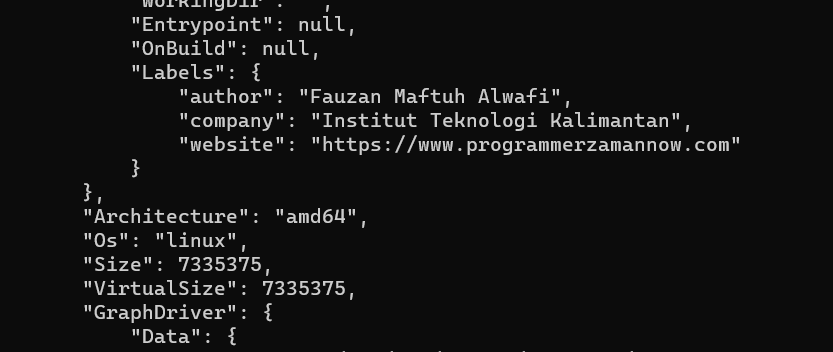 "WorkingDir": "",
"Entrypoint": null,
"OnBuild": null,
"Labels": {
"author": "Fauzan Maftuh Alwafi",
"company": "Institut Teknologi Kalimantan",
"website": "https://www.programmerzamannow.com"
}
},
"Architecture": "amd64",
"Os": "linux",
"Size": 7335375,
"VirtualSize": 7335375,
"GraphDriver": {
"Data": {